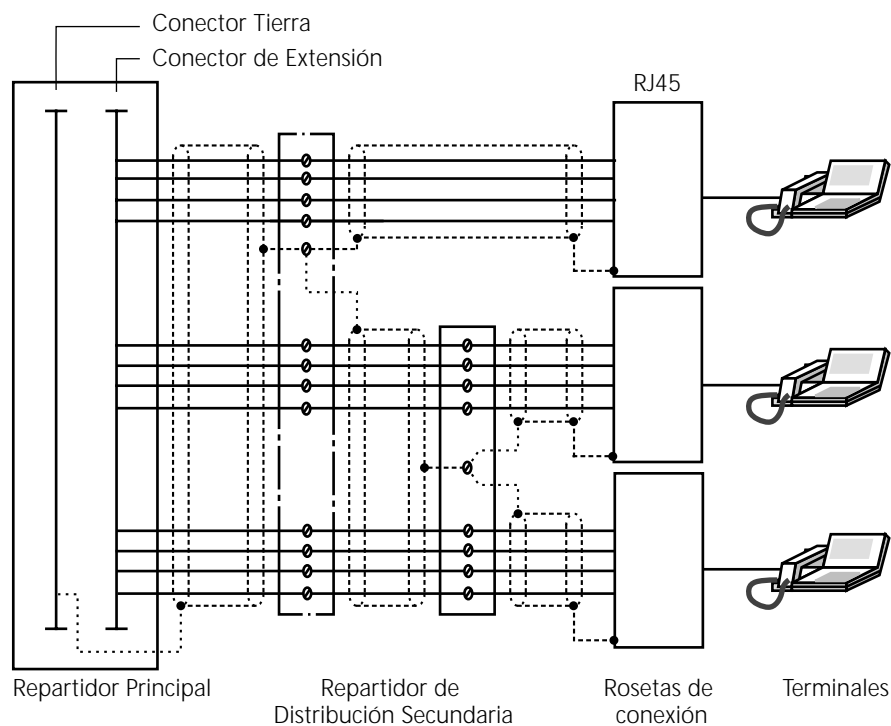 Conector Tierra
Conector de Extensión
RJ45
Repartidor Principal
Repartidor de
Distribución Secundaria
Rosetas de
conexión
Terminales